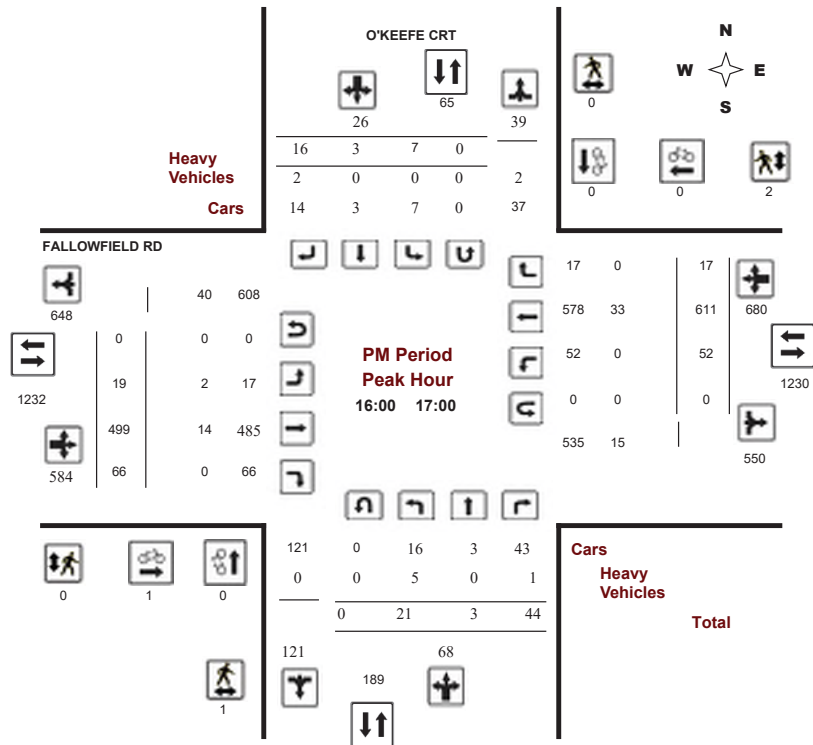 O'KEEFE CRT
N
W E
S
65
0
26 39
16 3 7 0
Heavy
Vehicles
2 0 0 0 2
Cars
14 3 7 0 37
0 0 2
FALLOWFIELD RD
648
40 608
0 0 0
1232
19 2 17
499 14 485
584
66 0 66
PM Period
Peak Hour
16:00 17:00
17 0 17
578 33 611 680
52 0 52
1230
0 0 0
535 15
550
121 0 16 3 43
Cars
0 0 5 0 1
Heavy
Vehicles
0 21 3 44
Total
0 1 0
121 68
189
1